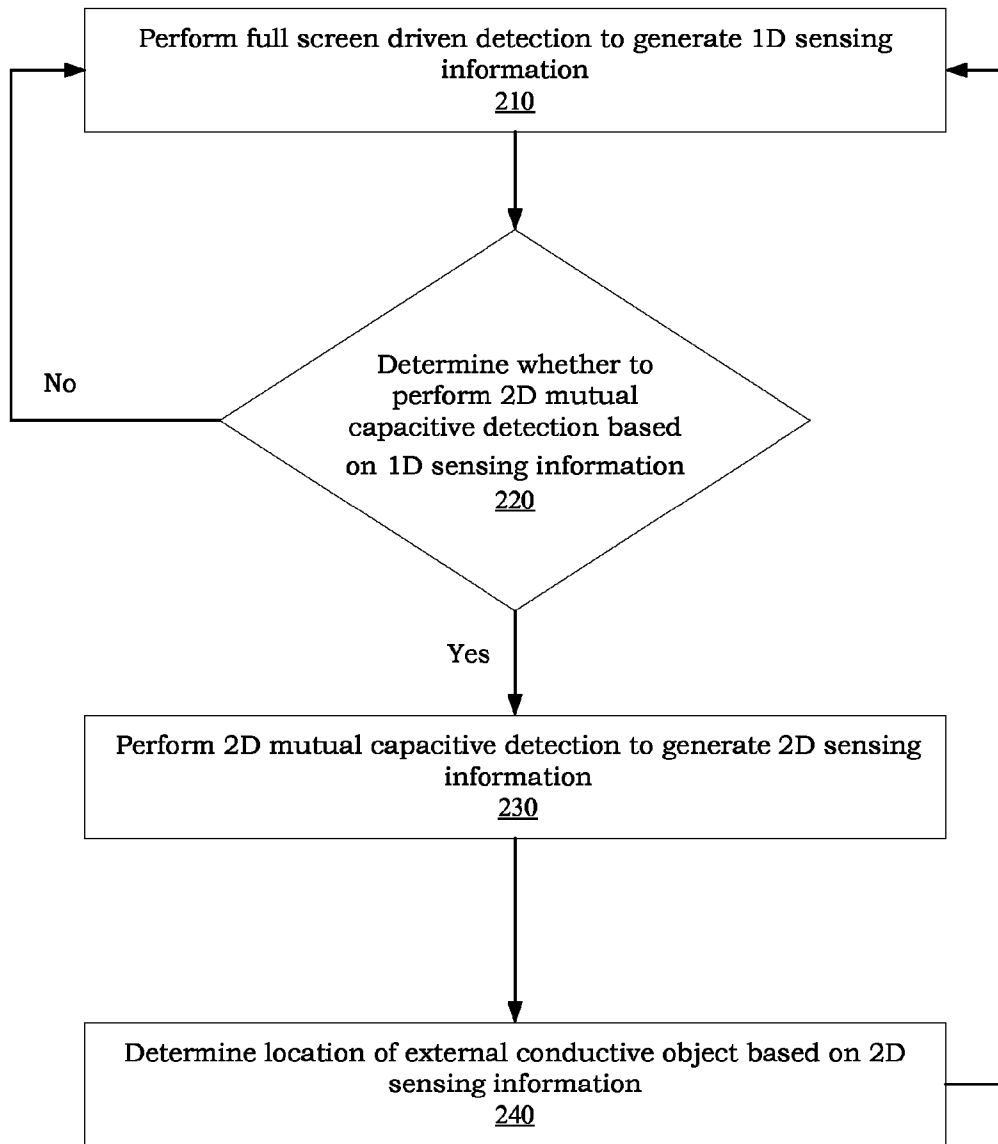 Perform full screen driven detection to generate 1D sensing
information
210
Determine whether to
perform 2D mutual
capacitive detection based
on 1D sensing information
220
No
Yes
Perform 2D mutual capacitive detection to generate 2D sensing
information
230
Determine location of external conductive object based on 2D
sensing information
240